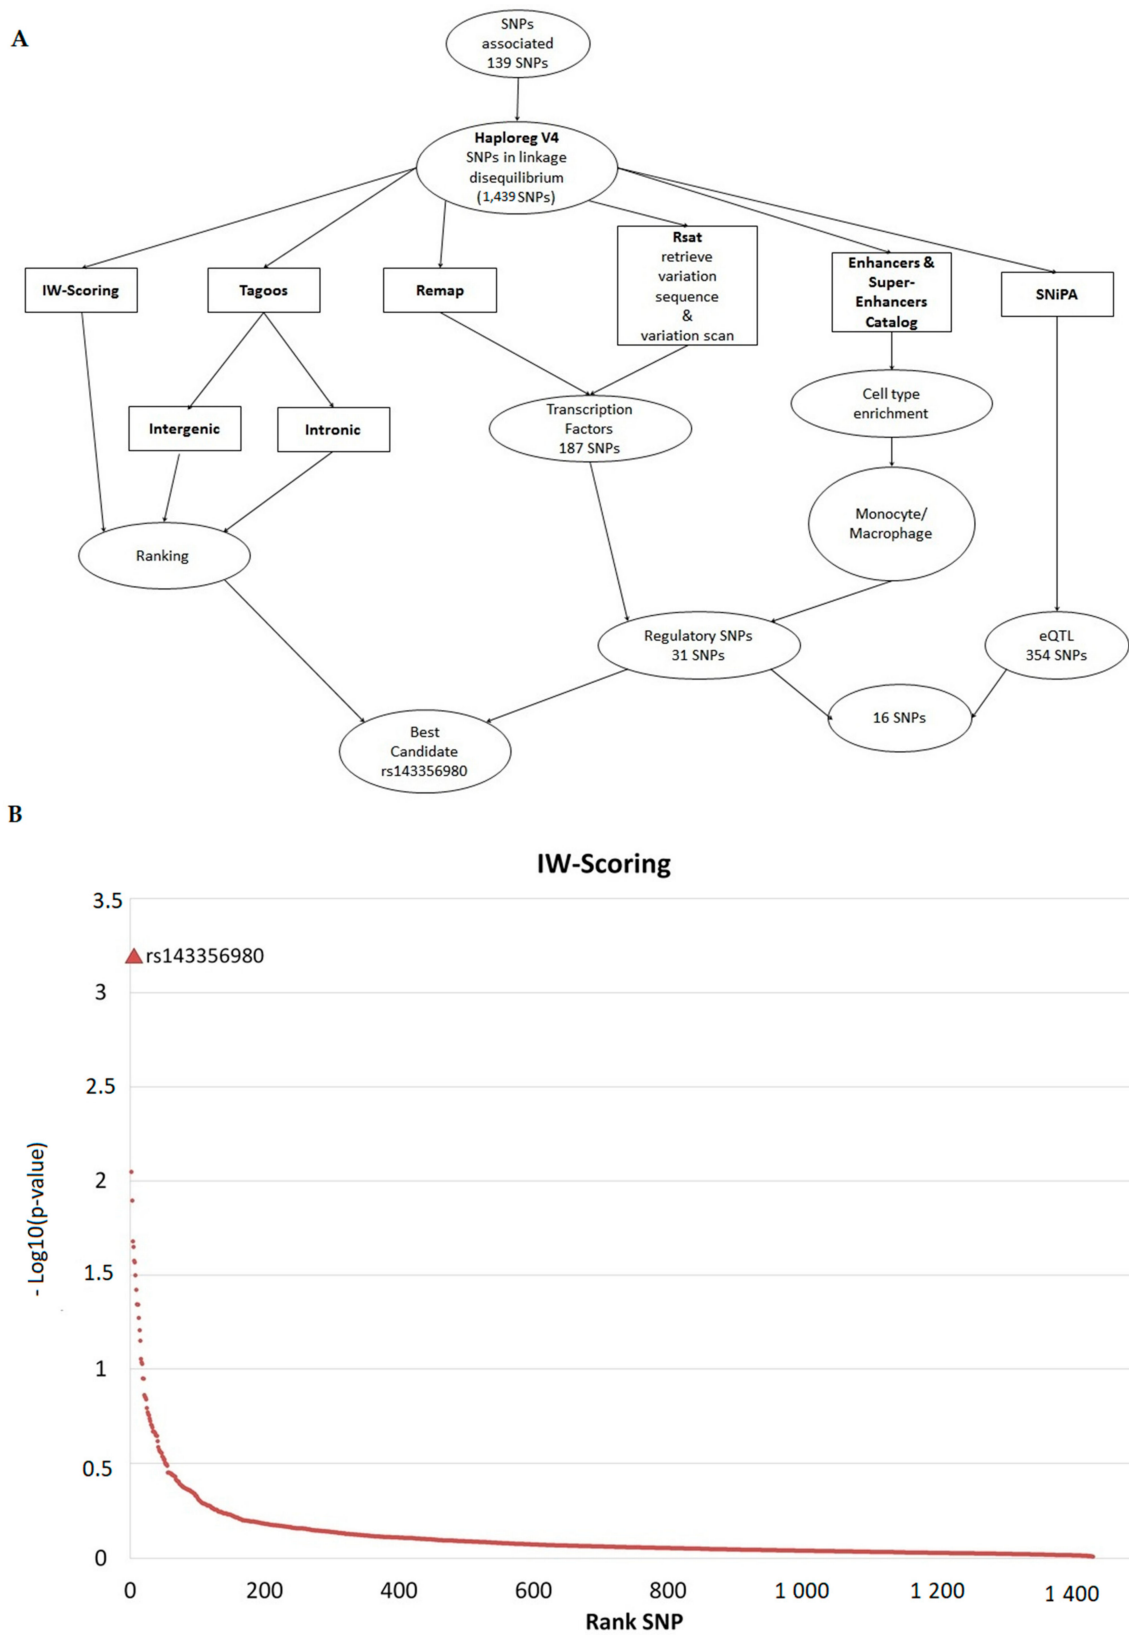 A
SNPs
associated
139 SNPs
Haploreg V4
SNPs in linkage
disequilibrium
(1,439 SNPs)
IW-Scoring
Tagoos
Remap
Rsat
retrieve
variation
sequence
&
variation scan
Enhancers &
Super-
Enhancers
Catalog
SNiPA
Intergenic
Intronic
Transcription
Factors
187 SNPs
Cell type
enrichment
Monocyte/
Macrophage
Ranking
Regulatory SNPs
31 SNPs
eQTL
354 SNPs
16 SNPs
Best
Candidate
rs143356980
B
IW-Scoring
3.5
rs143356980
3
2.5
2
1.5
1
0.5
0
- Log10(p-value)
0 200 400 600 800 1 000 1 200 1 400
Rank SNP